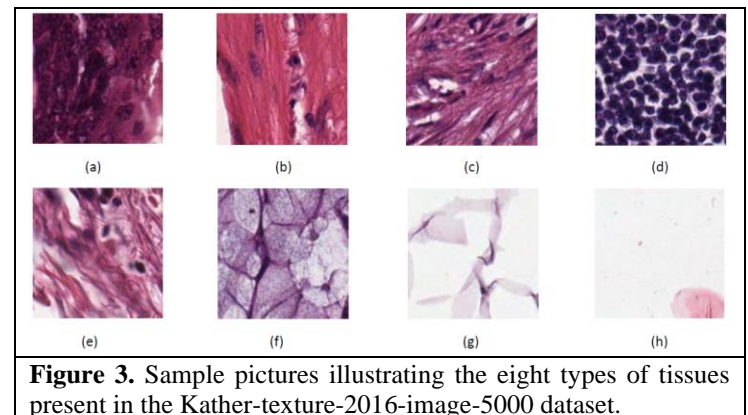 (a) (b) (c) (d)
(e) (f) (g) (h)
Figure 3. Sample pictures illustrating the eight types of tissues
present in the Kather-texture-2016-image-5000 dataset.